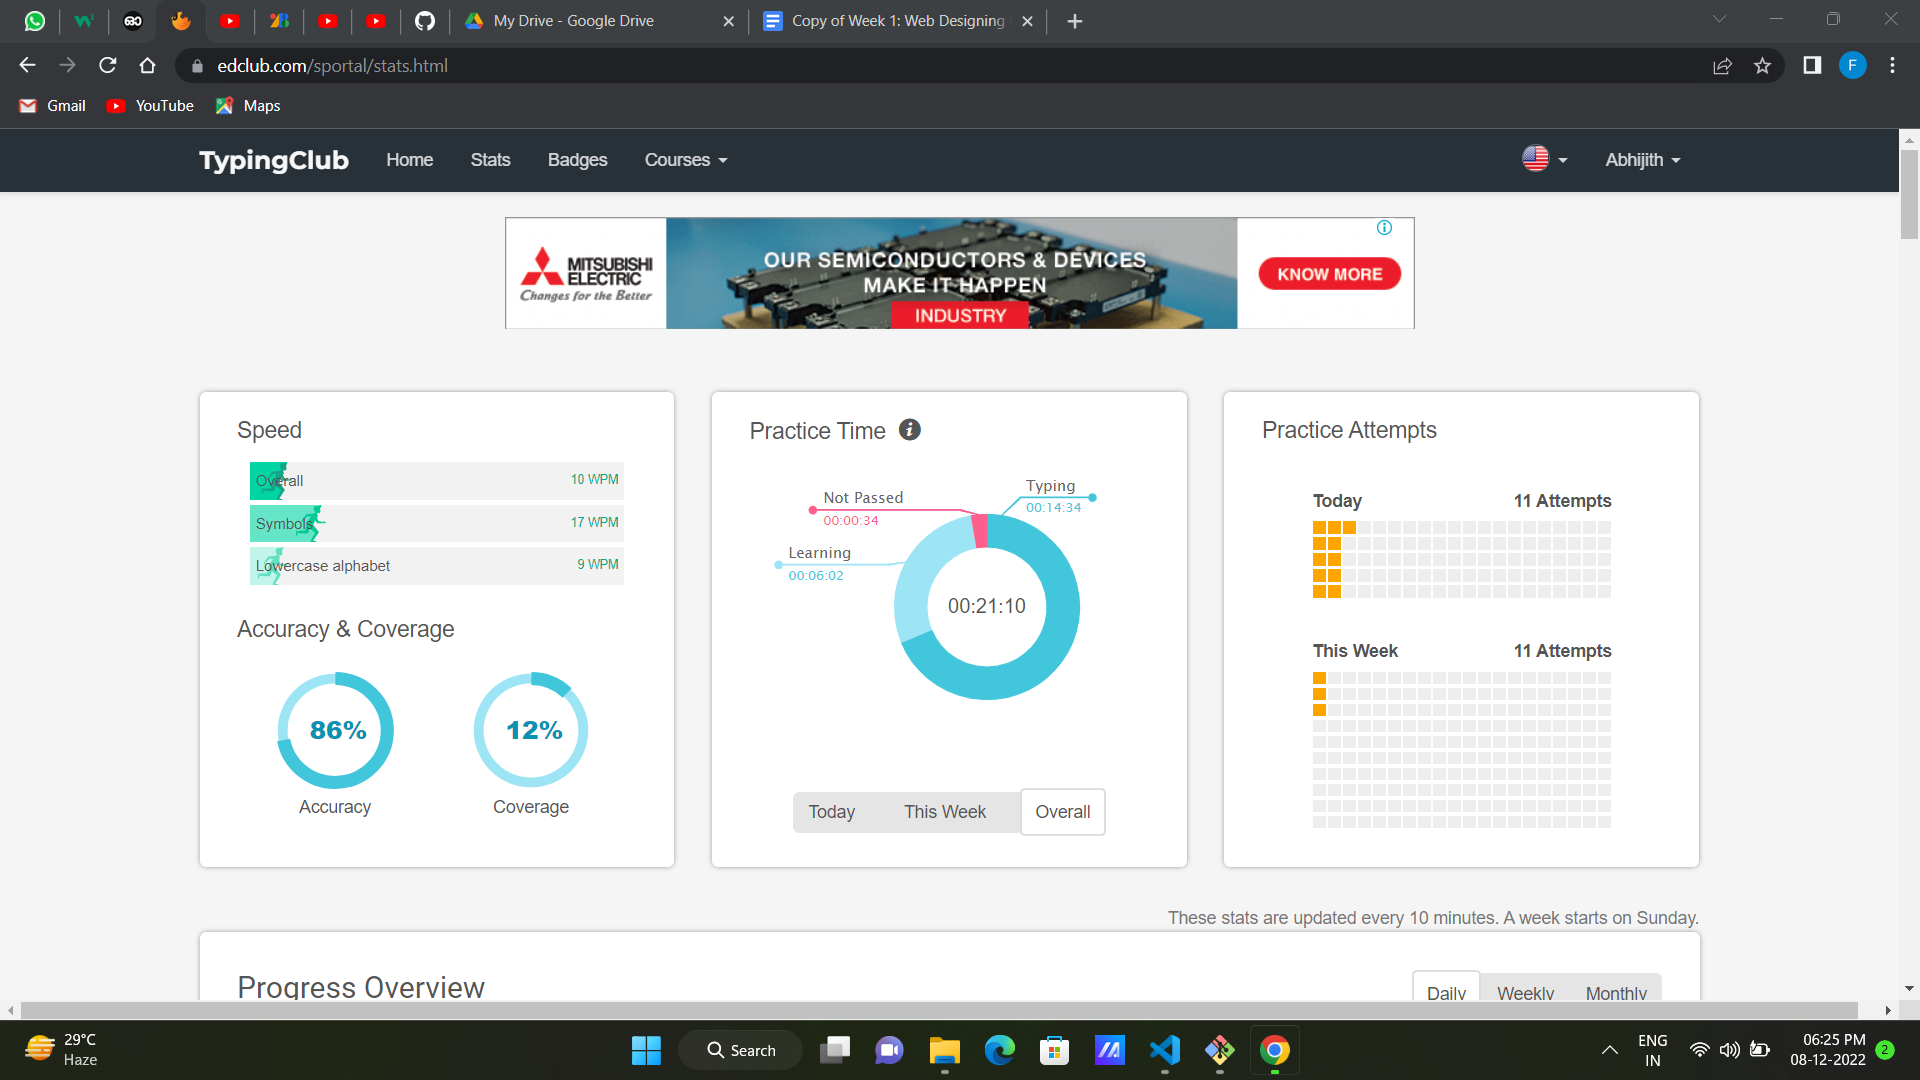 My Drive - Google Drive
Copy of Week 1: Web Designing
edclub.com/sportal/stats.html
F
Gmail
YouTube
Maps
TypingClub
Home
Stats
Badges
Courses
Abhijith
MITSUBISHI
ELECTRIC
Changes for the Better
OUR SEMICONDUCTORS & DEVICES
MAKE IT HAPPEN
INDUSTRY
KNOW MORE
Speed
Overall
10 WPM
Symbols
17 WPM
Lowercase alphabet
9 WPM
Accuracy & Coverage
86%
12%
Accuracy
Coverage
Practice Time
Typing
00:14:34
Not Passed
00:00:34
Learning
00:06:02
00:21:10
Today
This Week
Overall
Practice Attempts
Today
11 Attempts
This Week
11 Attempts
These stats are updated every 10 minutes. A week starts on Sunday.
Progress Overview
Daily
Weekly
Monthly
29°C
Haze
Search
ENG
IN
06:25 PM
08-12-2022
2